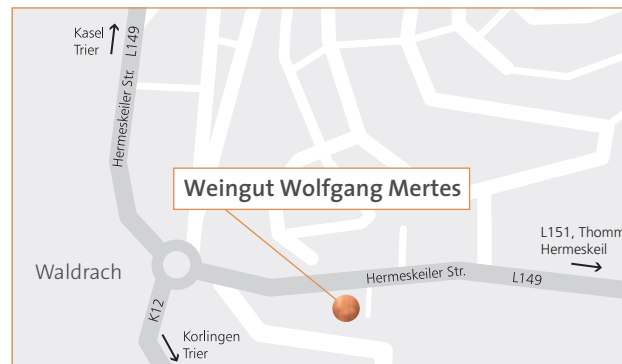 Kasel
Trier
L149
Hermeskeiler Str.
Weingut Wolfgang Mertes
L151, Thomm
Hermeskeil
Waldrach
Hermeskeiler Str.
L149
K12
Korlingen
Trier